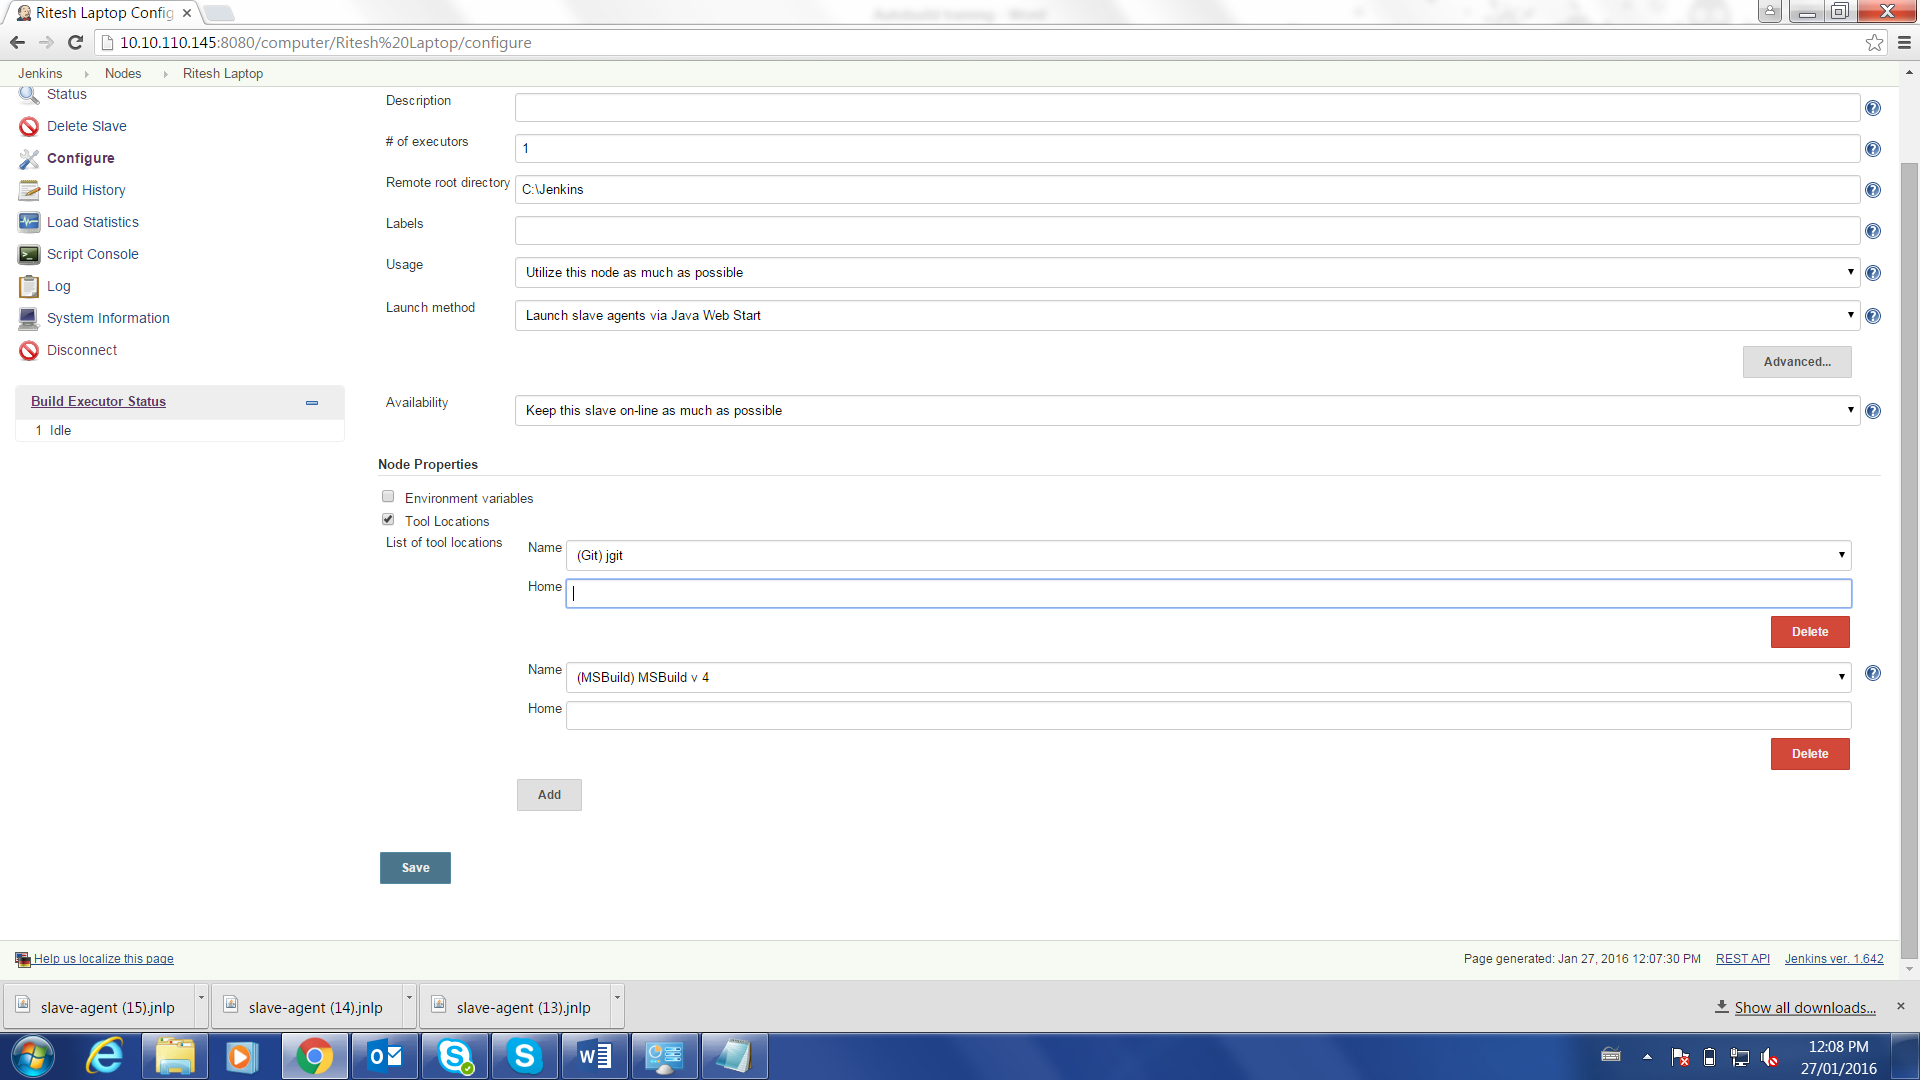 Ritesh Laptop Config
10.10.110.145:8080/computer/Ritesh%20Laptop/configure
Jenkins
Nodes
Ritesh Laptop
Status
Delete Slave
Configure
Build History
Load Statistics
Script Console
Log
System Information
Disconnect
Build Executor Status
1 Idle
Description
# of executors
1
Remote root directory
C:\Jenkins
Labels
Usage
Utilize this node as much as possible
Launch method
Launch slave agents via Java Web Start
Advanced...
Availability
Keep this slave on-line as much as possible
Node Properties
Environment variables
Tool Locations
List of tool locations
Name
(Git) jgit
Home
Delete
Name
(MSBuild) MSBuild v 4
Home
Delete
Add
Save
Help us localize this page
Page generated: Jan 27, 2016 12:07:30 PM
REST API
Jenkins ver. 1.642
slave-agent (15).jnlp
slave-agent (14).jnlp
slave-agent (13).jnlp
Show all downloads...
12:08 PM
27/01/2016